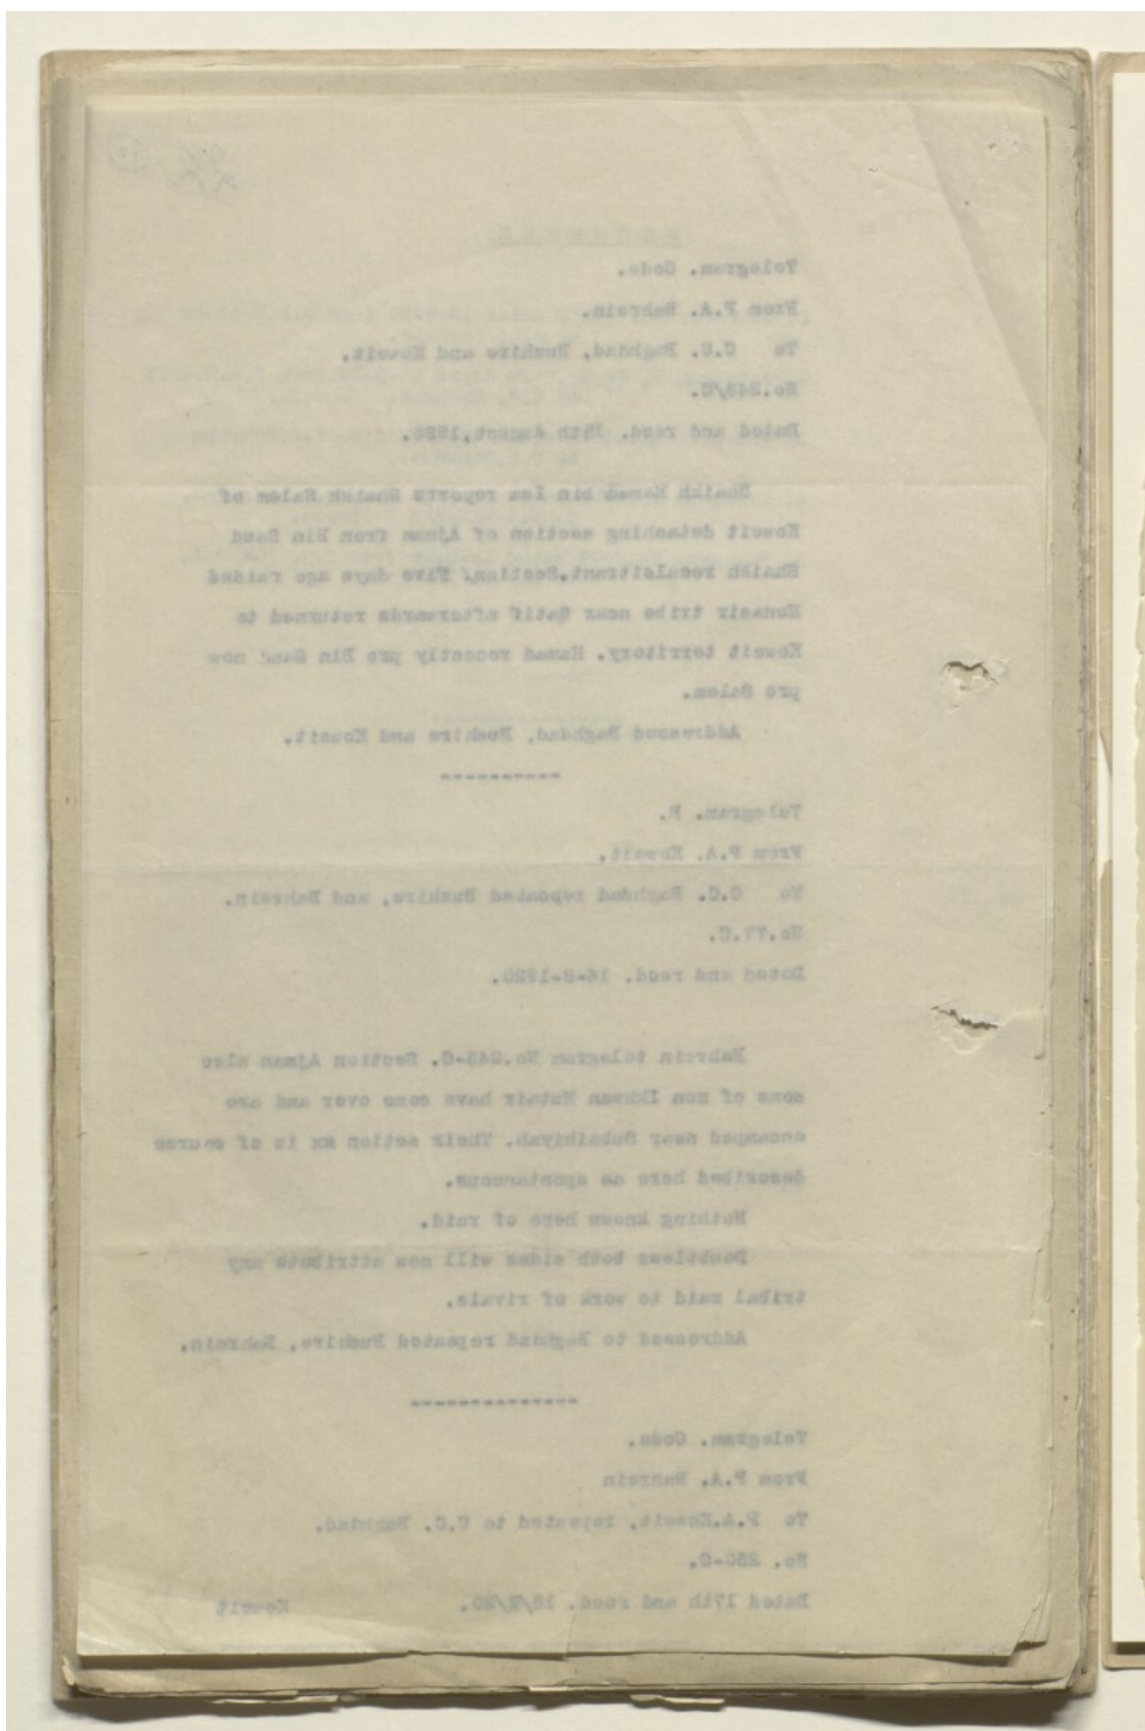 Telegram. Code.
From P.A. Bahrein.
To C.C. Baghdad, Bushire and Koweit.
No.248/C.
Dated and recd. 15th August, 1920.
Shaikh Hamad bin Isa reports Shaikh Salem of
Koweit detaching section of Ajman from Bin Saud
Shaikh recalcitrant. Section, five days ago raided
Monasir tribe near Qatif afterwards returned to
Koweit territory. Hamad recently pro Bin Saud now
pro Salem.
Addressed Baghdad, Bushire and Koweit.
-----------
Telegram. R.
From P.A. Koweit.
To C.C. Baghdad repeated Bushire, and Bahrein.
No.77.C.
Dated and recd. 16-8-1920.
Bahrein telegram No.248-C. Section Ajman also
some of non Ikhwan Mutair have come over and are
encamped near Subaihiyah. Their action xx is of course
described here as spontaneous.
Nothing known here of raid.
Doubtless both sides will now attribute any
tribal raid to work of rivals.
Addressed to Baghdad repeated Bushire, Bahrein.
---------------
Telegram. Code.
From P.A. Bahrein
To P.A.Koweit, repeated to C.C. Baghdad.
No. 250-C.
Dated 17th and recd. 18/8/20.
Koweit